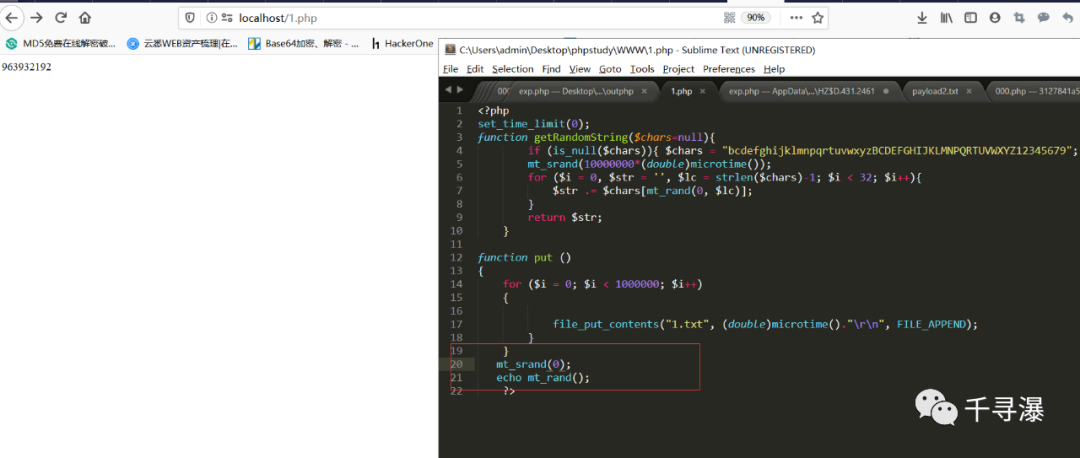 localhost/1.php
90%
MD5免费在线解密破...
云悉WEB资产梳理|在...
Base64加密、解密 - ...
HackerOne
963932192
C:\Users\admin\Desktop\phpstudy\WWW\1.php - Sublime Text (UNREGISTERED)
File Edit Selection Find View Goto Tools Project Preferences Help
exp.php — Desktop\...\outphp
1.php
exp.php — AppData\...\HZ$D.431.2461
payload2.txt
000.php — 3127841a5
1 <?php
2 set_time_limit(0);
3 function getRandomString($chars=null){
4 if (is_null($chars)){ $chars = "bcdefghijklmnpqrtuvwxyzBCDEFGHIJKLMNPQRTUVWXYZ12345679";
5 mt_srand(10000000*(double)microtime());
6 for ($i = 0, $str = '', $lc = strlen($chars)-1; $i < 32; $i++){
7 $str .= $chars[mt_rand(0, $lc)];
8 }
9 return $str;
10 }
11
12 function put ()
13 {
14 for ($i = 0; $i < 1000000; $i++)
15 {
16
17 file_put_contents("1.txt", (double)microtime()."\r\n", FILE_APPEND);
18 }
19 }
20 mt_srand(0);
21 echo mt_rand();
22 ?>
千寻瀑